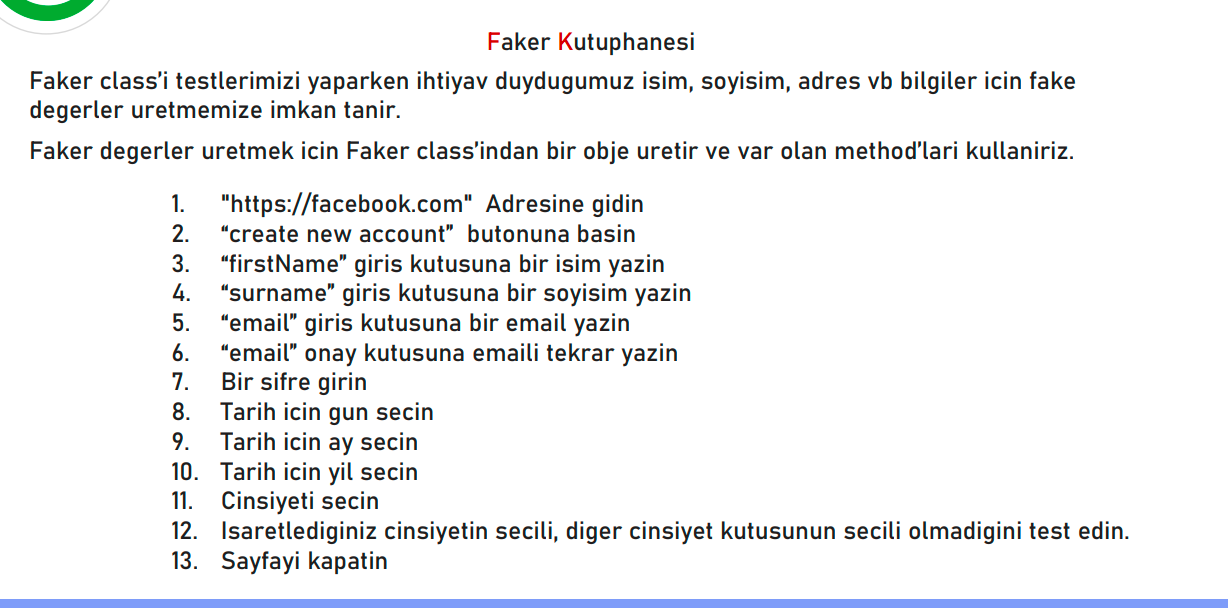 Faker Kutuphanesi
Faker class’i testlerimizi yaparken ihtiyav duydugumuz isim, soyisim, adres vb bilgiler icin fake
degerler uretmemize imkan tanir.
Faker degerler uretmek icin Faker class’indan bir obje uretir ve var olan method’lari kullaniriz.
1. "https://facebook.com" Adresine gidin
2. “create new account” butonuna basin
3. “firstName” giris kutusuna bir isim yazin
4. “surname” giris kutusuna bir soyisim yazin
5. “email” giris kutusuna bir email yazin
6. “email” onay kutusuna emaili tekrar yazin
7. Bir sifre girin
8. Tarih icin gun secin
9. Tarih icin ay secin
10. Tarih icin yil secin
11. Cinsiyeti secin
12. Isaretlediginiz cinsiyetin secili, diger cinsiyet kutusunun secili olmadigini test edin.
13. Sayfayi kapatin